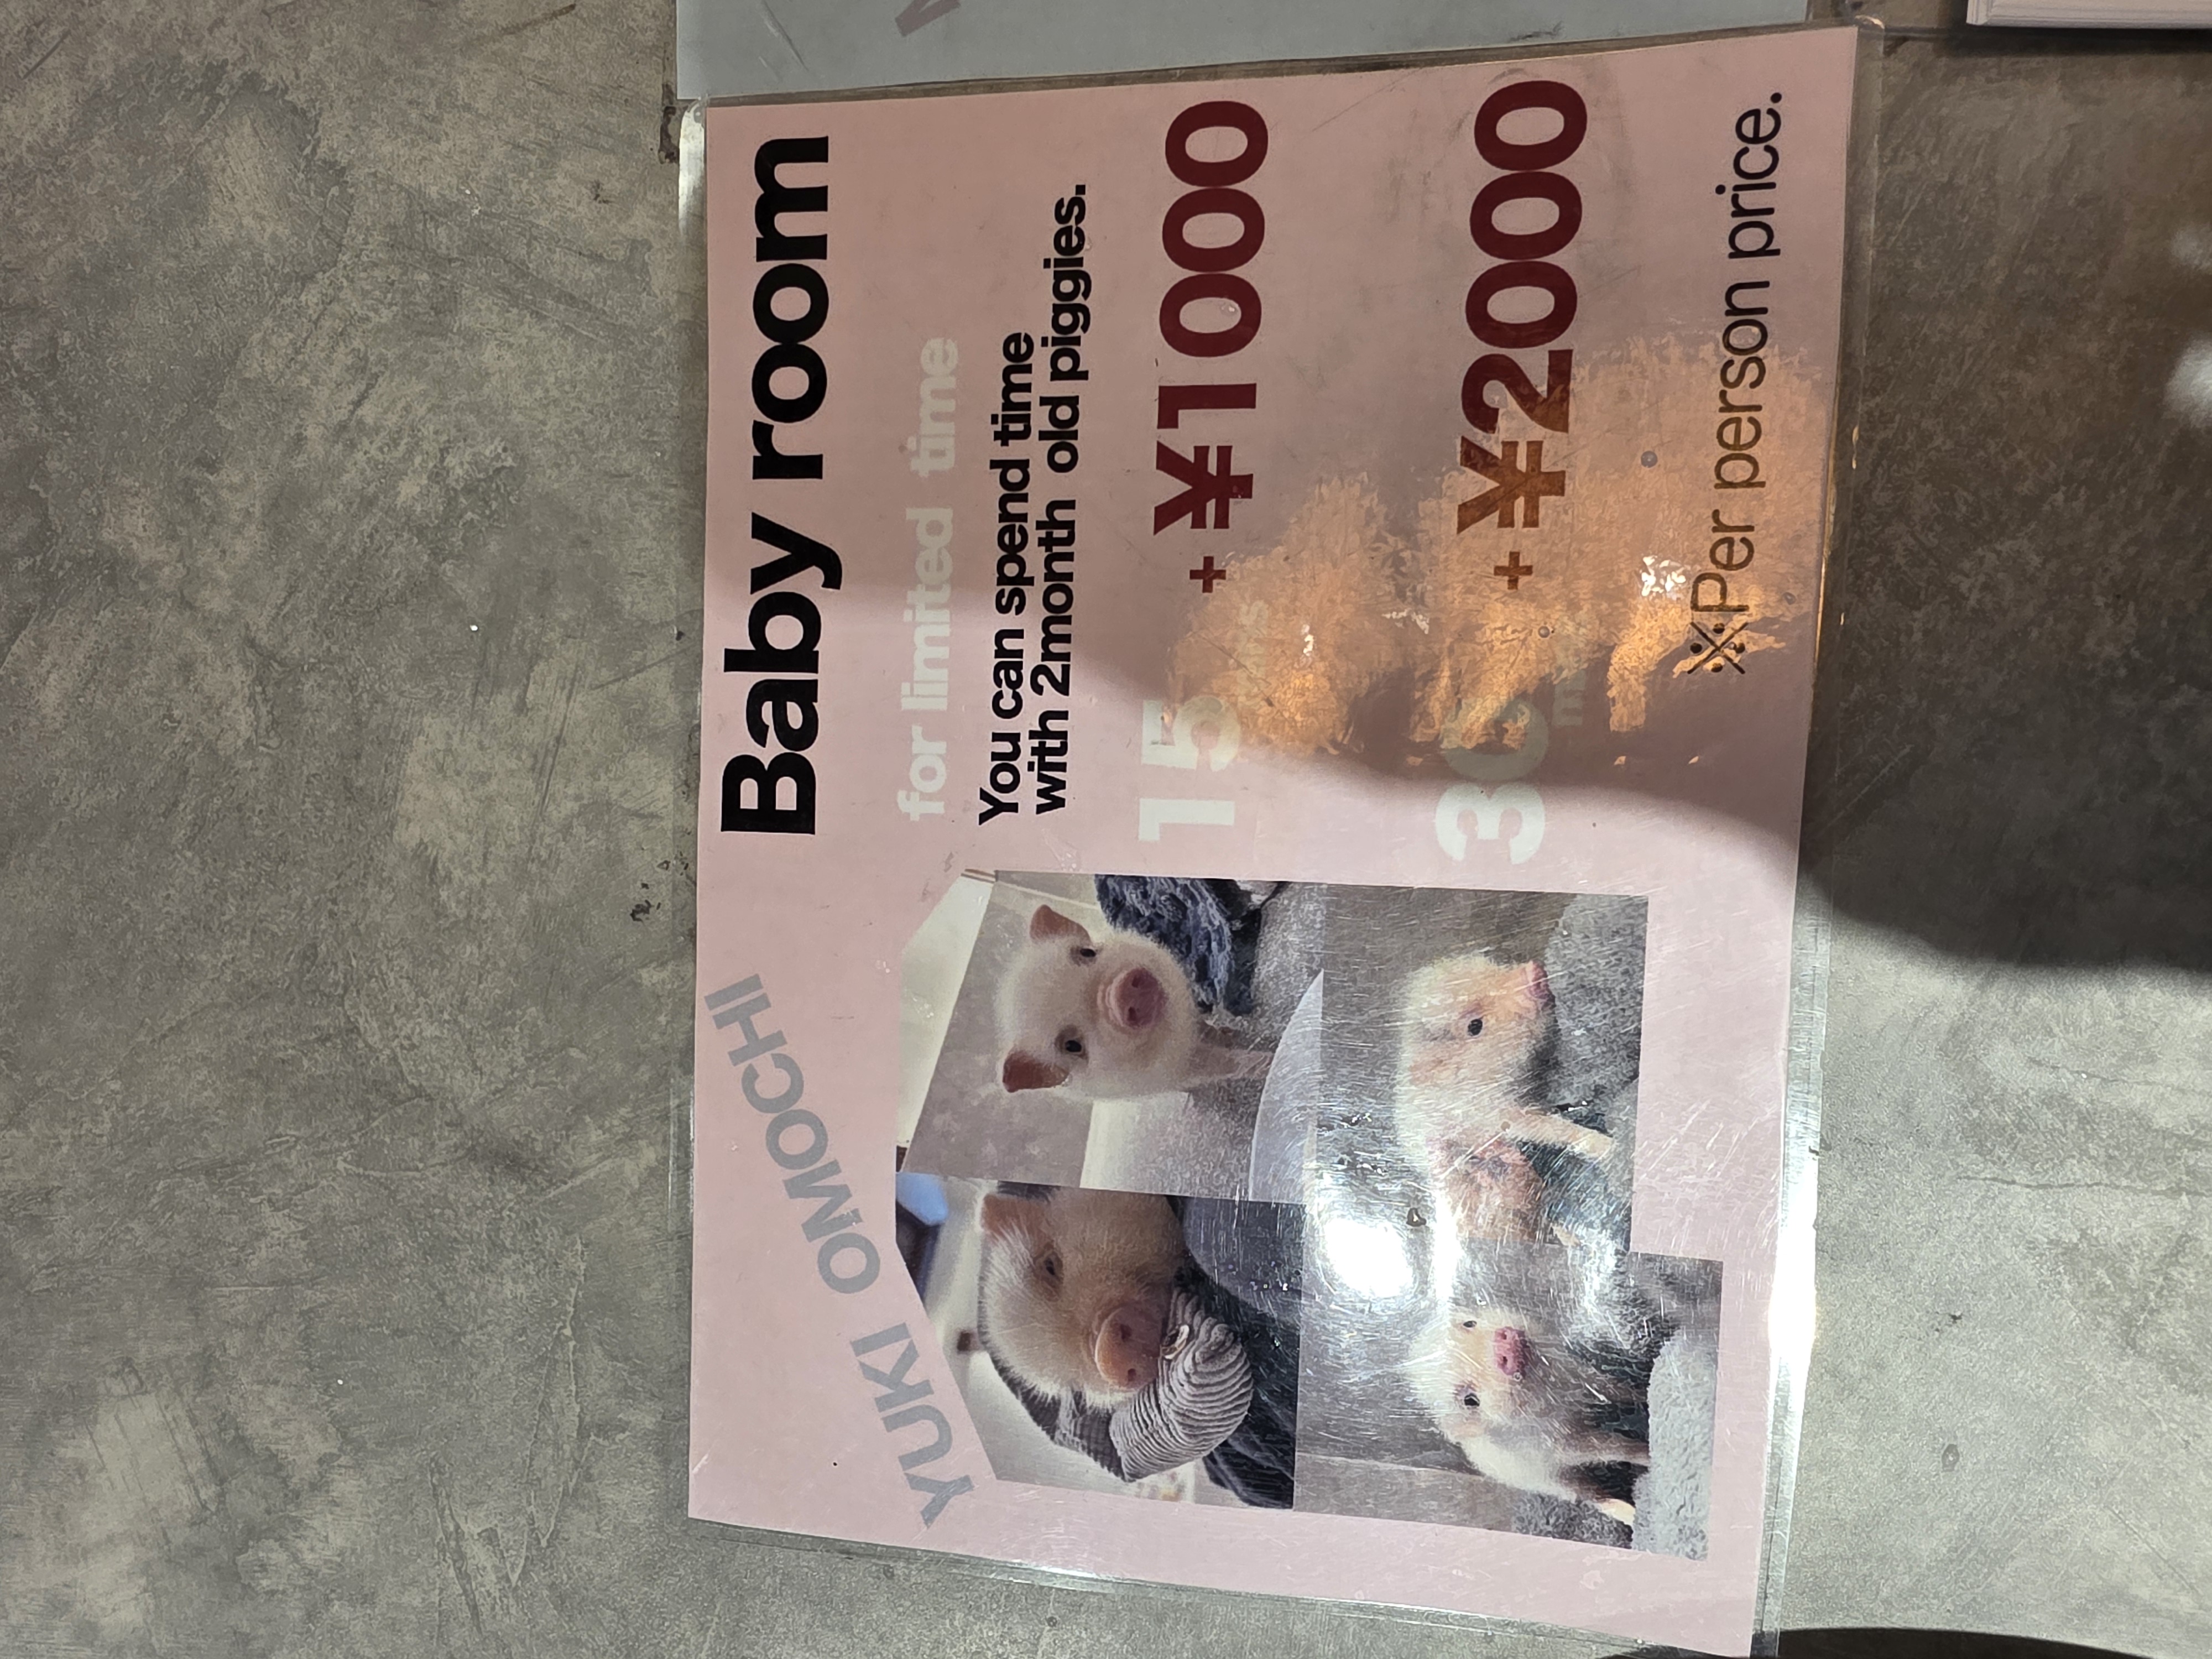 YUKI OMOCHI
Baby room
for limited time
You can spend time
with 2month old piggies.
15 mins + ¥1000
30 + ¥2000
※Per person price.